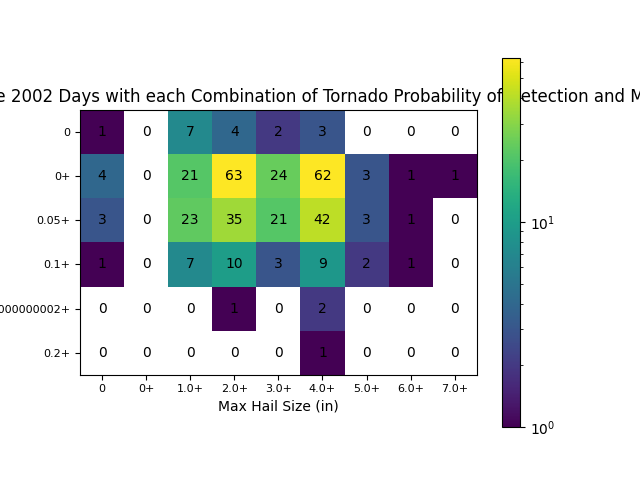 e 2002 Days with each Combination of Tornado Probability of Detection and M
0 1 0 7 4 2 3 0 0 0
0+ 4 0 21 63 24 62 3 1 1
0.05+ 3 0 23 35 21 42 3 1 0
0.1+ 1 0 7 10 3 9 2 1 0
000000002+ 0 0 0 1 0 2 0 0 0
0.2+ 0 0 0 0 0 1 0 0 0
0 0+ 1.0+ 2.0+ 3.0+ 4.0+ 5.0+ 6.0+ 7.0+
Max Hail Size (in)
10¹
10⁰